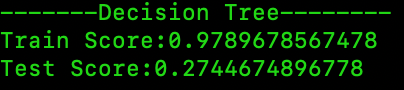 -------Decision Tree--------
Train Score:0.9789678567478
Test Score:0.2744674896778